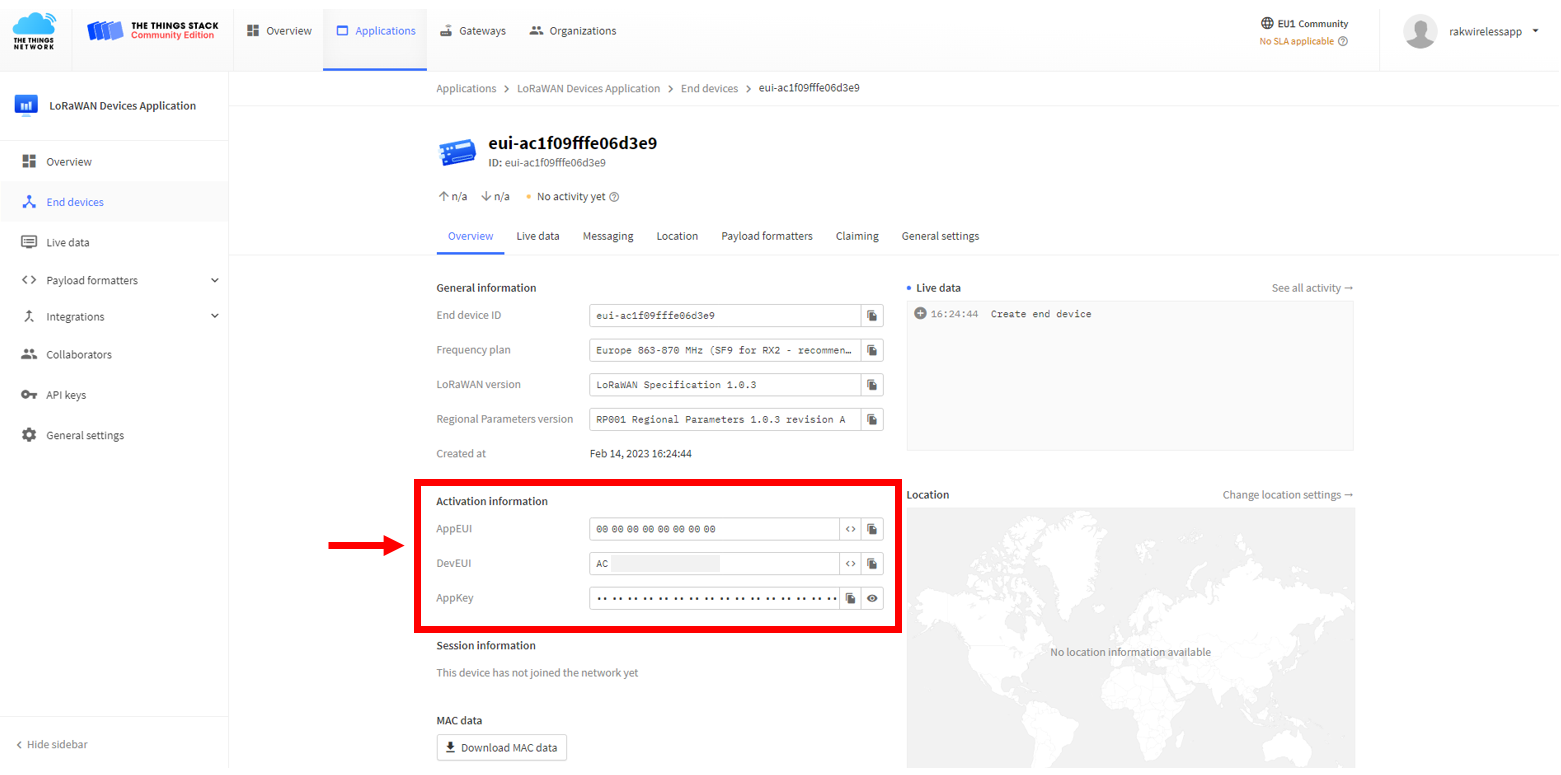 THE THINGS NETWORK
THE THINGS STACK
Community Edition
Overview
Applications
Gateways
Organizations
EU1 Community
No SLA applicable
rakwirelessapp
LoRaWAN Devices Application
Overview
End devices
Live data
Payload formatters
Integrations
Collaborators
API keys
General settings
Hide sidebar
Applications > LoRaWAN Devices Application > End devices > eui-ac1f09fffe06d3e9
eui-ac1f09fffe06d3e9
ID: eui-ac1f09fffe06d3e9
↑ n/a ↓ n/a • No activity yet
Overview Live data Messaging Location Payload formatters Claiming General settings
General information
End device ID eui-ac1f09fffe06d3e9
Frequency plan Europe 863-870 MHz (SF9 for RX2 - recommen…
LoRaWAN version LoRaWAN Specification 1.0.3
Regional Parameters version RP001 Regional Parameters 1.0.3 revision A
Created at Feb 14, 2023 16:24:44
Activation information
AppEUI 00 00 00 00 00 00 00 00
DevEUI AC
AppKey •• •• •• •• •• •• •• •• •• •• •• •• •• •• •• ••
Session information
This device has not joined the network yet
MAC data
Download MAC data
Live data
See all activity →
16:24:44 Create end device
Location
Change location settings →
No location information available